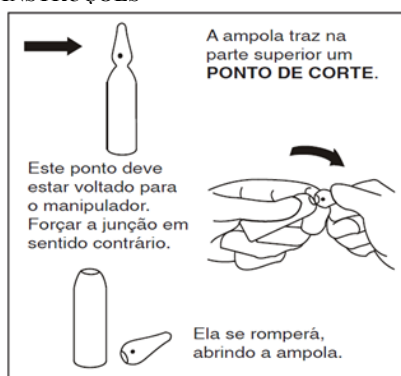 INSTRUÇÕES
A ampola traz na
parte superior um
PONTO DE CORTE.
Este ponto deve
estar voltado para
o manipulador.
Forçar a junção em
sentido contrário.
Ela se romperá,
abrindo a ampola.